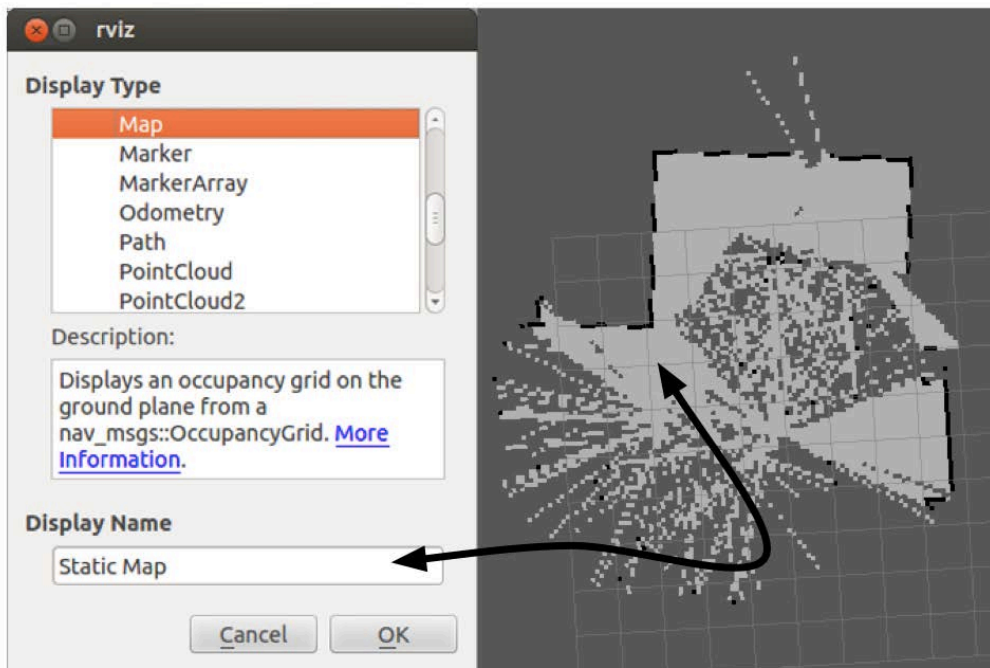 rviz
Display Type
Map
Marker
MarkerArray
Odometry
Path
PointCloud
PointCloud2
Description:
Displays an occupancy grid on the
ground plane from a
nav_msgs::OccupancyGrid. More
Information.
Display Name
Static Map
Cancel OK